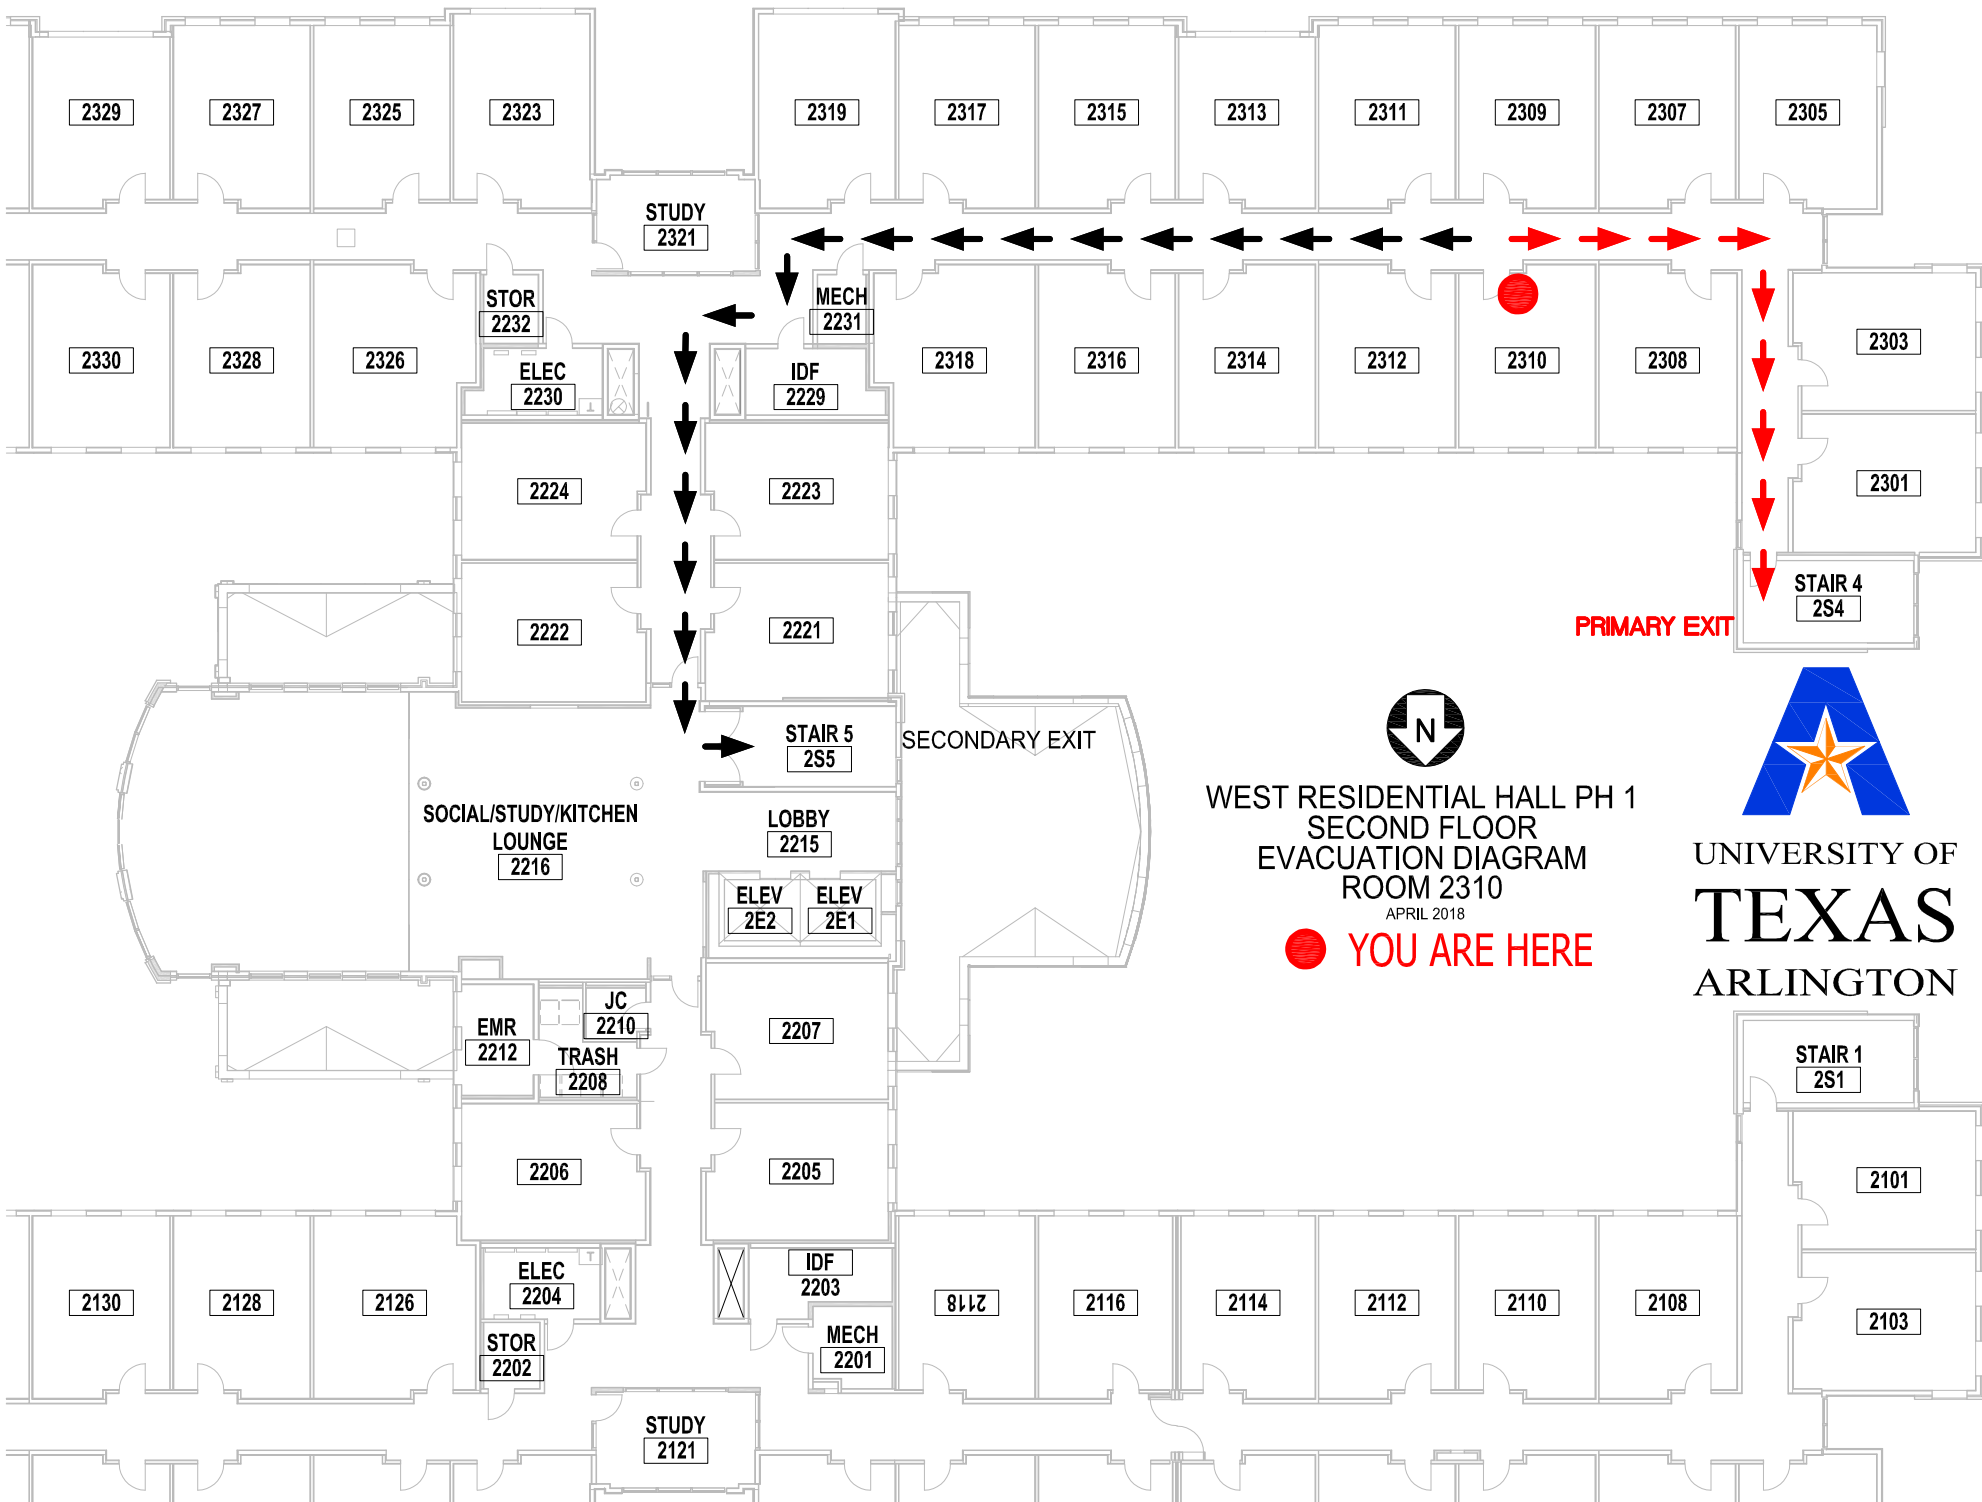 2329
2327
2325
2323
2319
2317
2315
2313
2311
2309
2307
2305
STUDY
2321
STOR
2232
MECH
2231
2330
2328
2326
ELEC
2230
IDF
2229
2318
2316
2314
2312
2310
2308
2303
2224
2223
2301
2222
2221
STAIR 4
2S4
PRIMARY EXIT
STAIR 5
2S5
SECONDARY EXIT
N
SOCIAL/STUDY/KITCHEN
LOUNGE
2216
LOBBY
2215
ELEV
2E2
ELEV
2E1
WEST RESIDENTIAL HALL PH 1
SECOND FLOOR
EVACUATION DIAGRAM
ROOM 2310
APRIL 2018
YOU ARE HERE
UNIVERSITY OF
TEXAS
ARLINGTON
EMR
2212
JC
2210
TRASH
2208
2207
STAIR 1
2S1
2206
2205
2101
ELEC
2204
T
IDF
2203
2130
2128
2126
2118
2116
2114
2112
2110
2108
2103
STOR
2202
MECH
2201
STUDY
2121